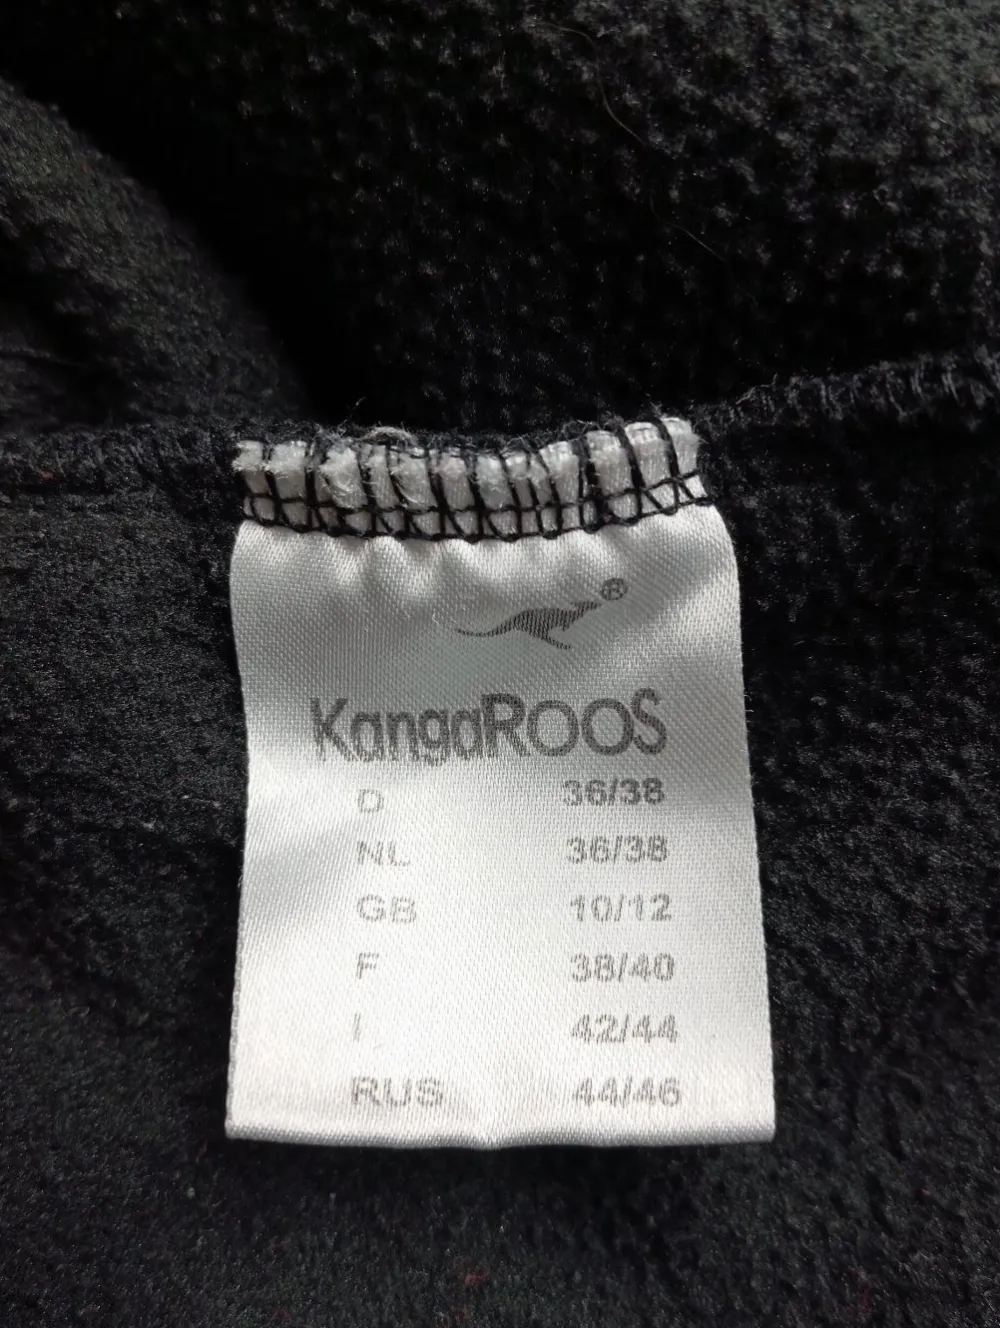 ®
KangaROOS
D 36/38
NL 36/38
GB 10/12
F 38/40
I 42/44
RUS 44/46